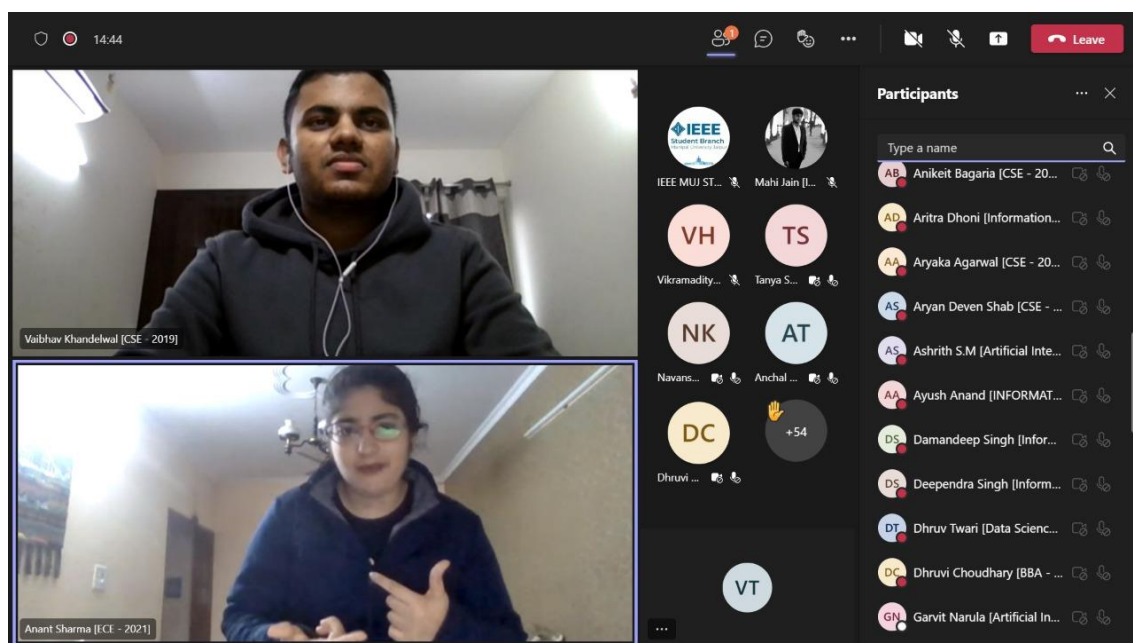 14:44
1
Leave
Vaibhav Khandelwal [CSE - 2019]
Anant Sharma [ECE - 2021]
IEEE
Student Branch
Manipal University Jaipur
IEEE MUJ ST...
Mahi Jain [I...
VH
Vikramadity...
TS
Tanya S...
NK
Navans...
AT
Anchal ...
DC
Dhruvi ...
+54
VT
Participants
Type a name
AB Anikeit Bagaria [CSE - 20...
AD Aritra Dhoni [Information...
AA Aryaka Agarwal [CSE - 20...
AS Aryan Deven Shab [CSE - ...
AS Ashrith S.M [Artificial Inte...
AA Ayush Anand [INFORMAT...
DS Damandeep Singh [Infor...
DS Deependra Singh [Inform...
DT Dhruv Twari [Data Scienc...
DC Dhruvi Choudhary [BBA - ...
GN Garvit Narula [Artificial In...